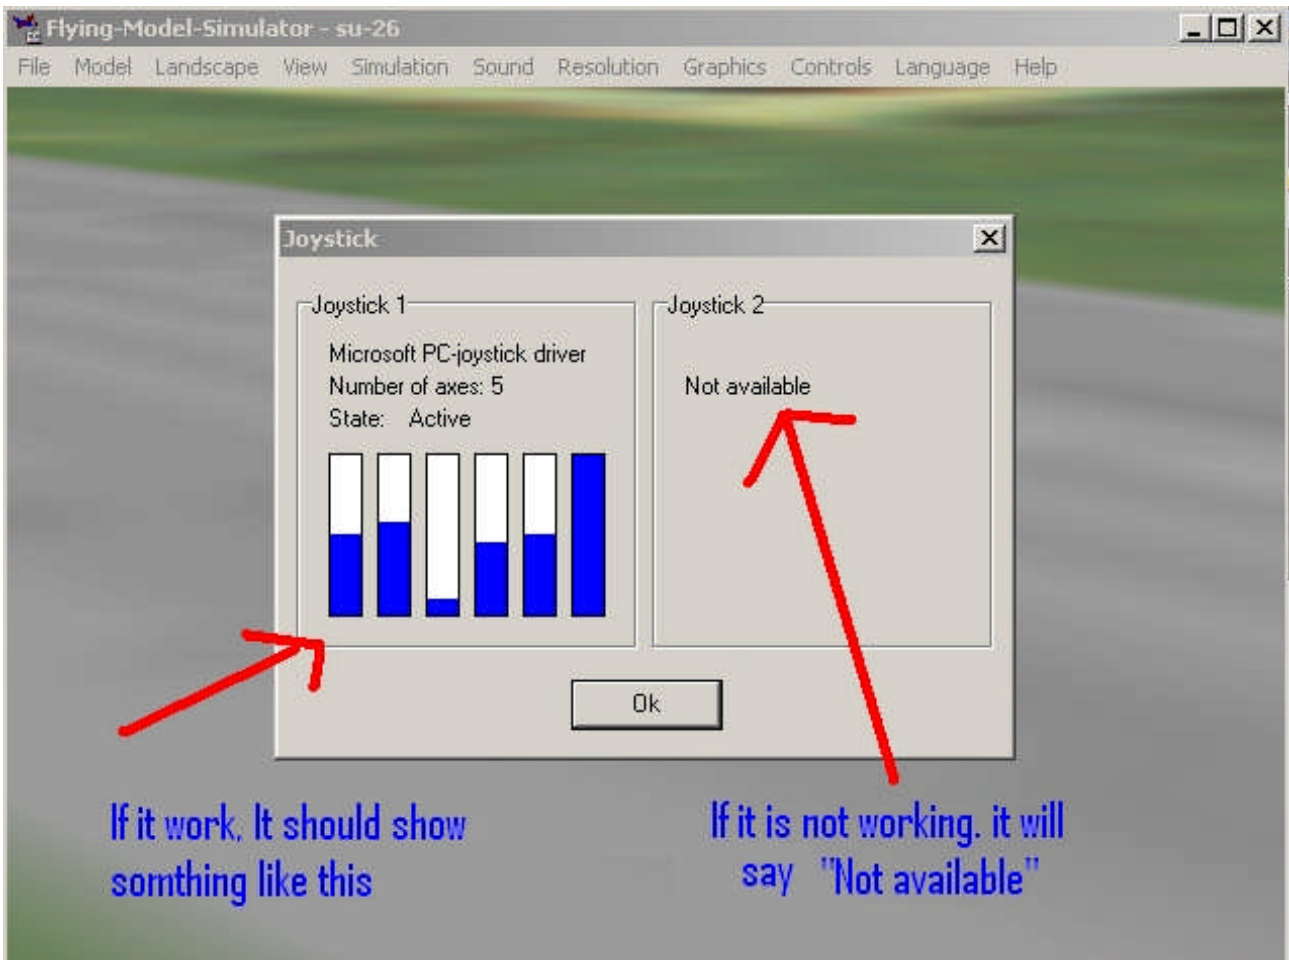 Flying-Model-Simulator - su-26
File Model Landscape View Simulation Sound Resolution Graphics Controls Language Help
Joystick
Joystick 1
Microsoft PC-joystick driver
Number of axes: 5
State: Active
Joystick 2
Not available
Ok
If it work, It should show
somthing like this
If it is not working. it will
say "Not available"